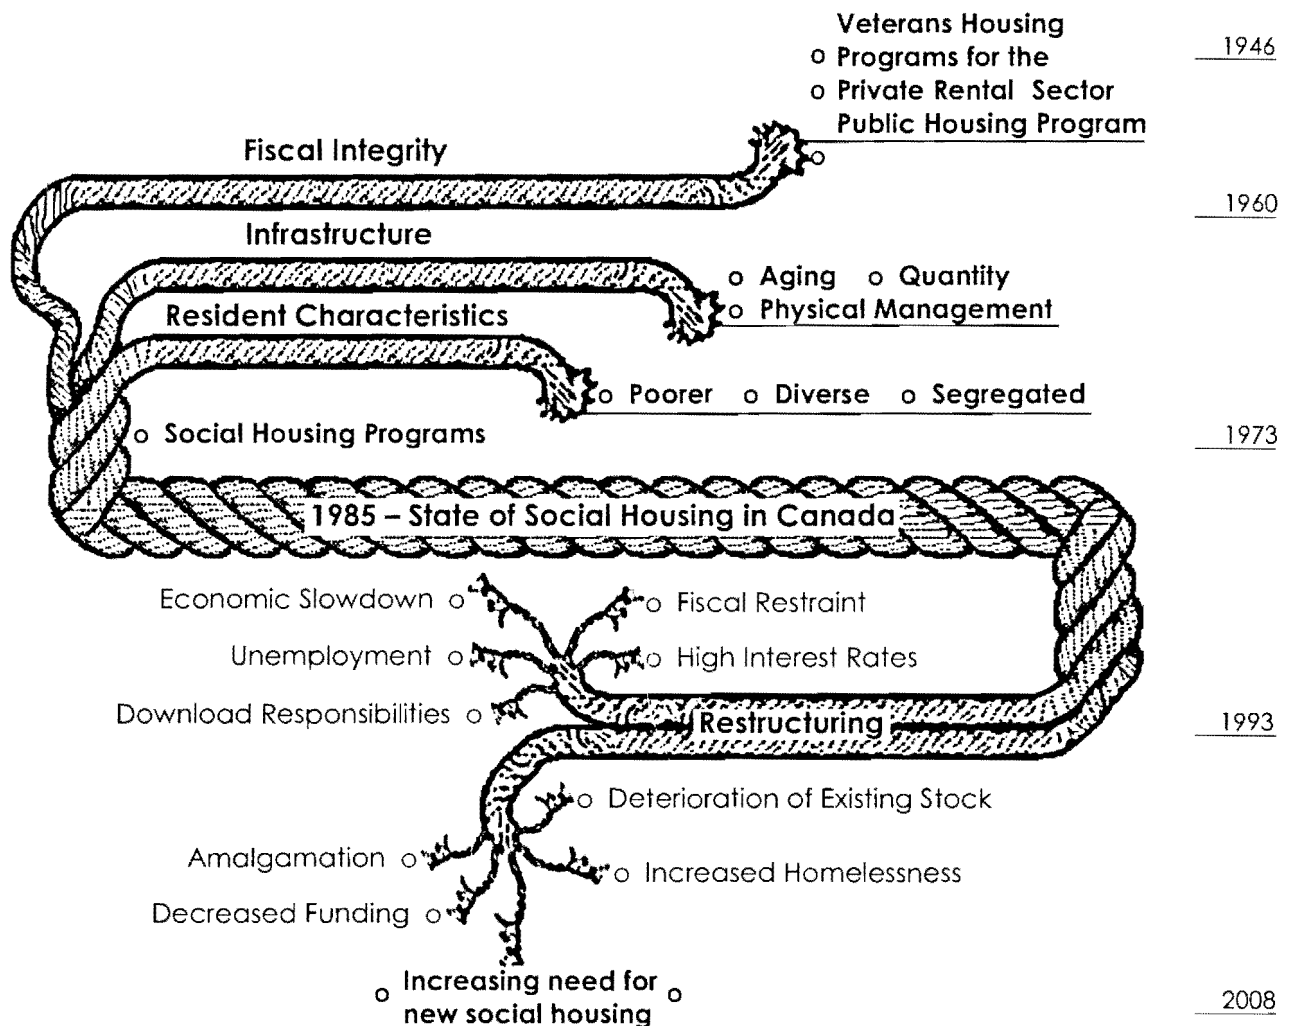 Veterans Housing
Programs for the
Private Rental Sector
Public Housing Program
1946
Fiscal Integrity
1960
Infrastructure
Aging
Quantity
Physical Management
Resident Characteristics
Poorer
Diverse
Segregated
Social Housing Programs
1973
1985 – State of Social Housing in Canada
Economic Slowdown
Fiscal Restraint
Unemployment
High Interest Rates
Download Responsibilities
Restructuring
1993
Deterioration of Existing Stock
Amalgamation
Increased Homelessness
Decreased Funding
Increasing need for
new social housing
2008